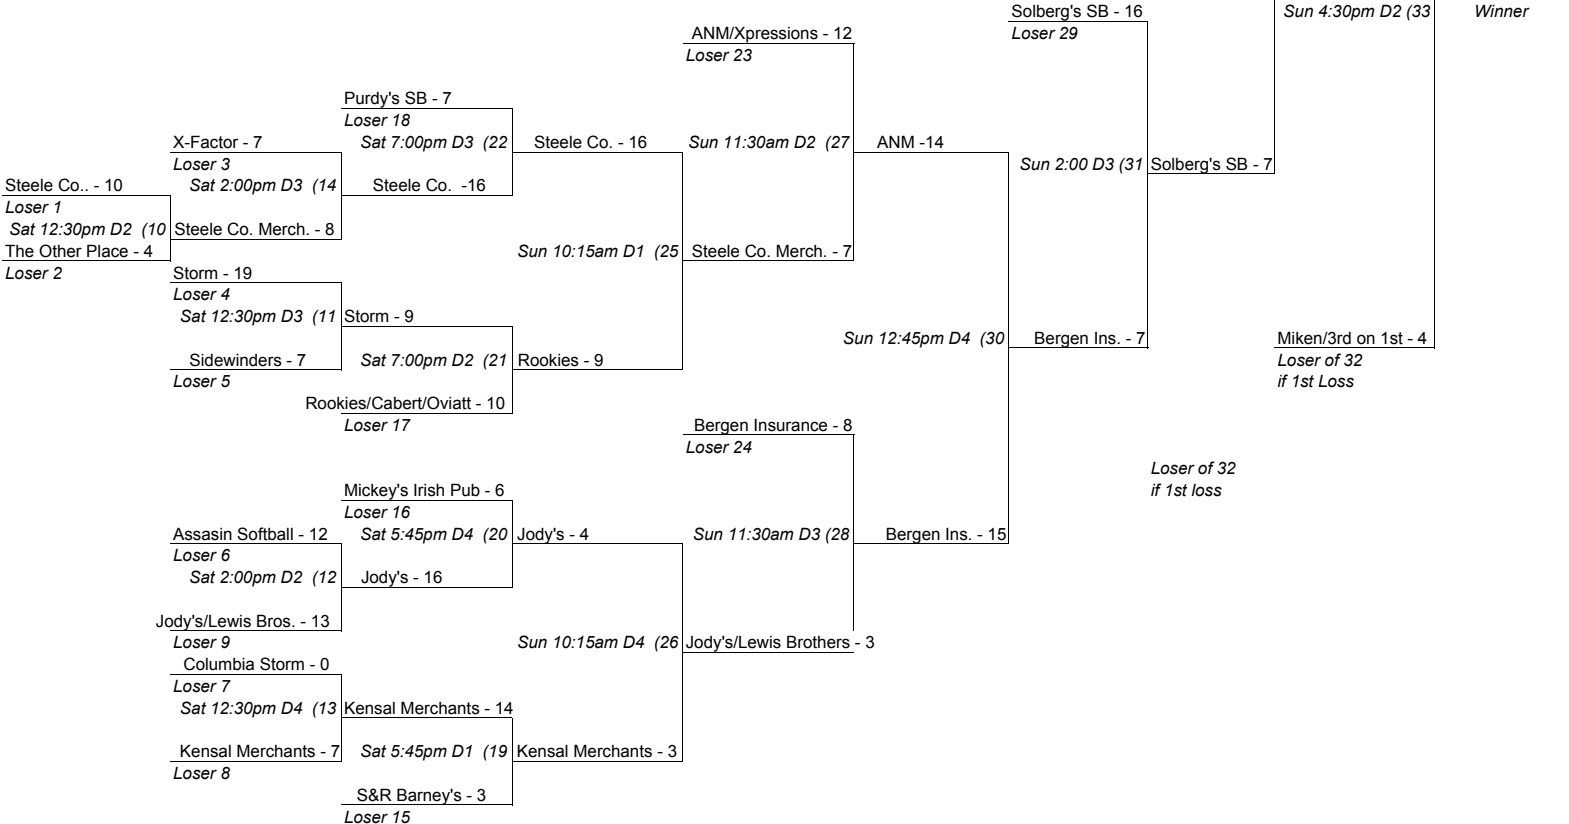 Solberg's SB - 16
Sun 4:30pm D2 (33
Winner
ANM/Xpressions - 12
Loser 29
Loser 23
Purdy's SB - 7
Loser 18
X-Factor - 7
Sat 7:00pm D3 (22
Steele Co. - 16
Sun 11:30am D2 (27
ANM -14
Loser 3
Sun 2:00 D3 (31
Solberg's SB - 7
Steele Co.. - 10
Sat 2:00pm D3 (14
Steele Co. -16
Loser 1
Sat 12:30pm D2 (10
Steele Co. Merch. - 8
The Other Place - 4
Sun 10:15am D1 (25
Steele Co. Merch. - 7
Loser 2
Storm - 19
Loser 4
Sat 12:30pm D3 (11
Storm - 9
Sun 12:45pm D4 (30
Bergen Ins. - 7
Miken/3rd on 1st - 4
Sidewinders - 7
Sat 7:00pm D2 (21
Rookies - 9
Loser of 32
Loser 5
if 1st Loss
Rookies/Cabert/Oviatt - 10
Loser 17
Bergen Insurance - 8
Loser 24
Loser of 32
if 1st loss
Mickey's Irish Pub - 6
Loser 16
Assasin Softball - 12
Sat 5:45pm D4 (20
Jody's - 4
Sun 11:30am D3 (28
Bergen Ins. - 15
Loser 6
Sat 2:00pm D2 (12
Jody's - 16
Jody's/Lewis Bros. - 13
Loser 9
Sun 10:15am D4 (26
Jody's/Lewis Brothers - 3
Columbia Storm - 0
Loser 7
Sat 12:30pm D4 (13
Kensal Merchants - 14
Kensal Merchants - 7
Sat 5:45pm D1 (19
Kensal Merchants - 3
Loser 8
S&R Barney's - 3
Loser 15